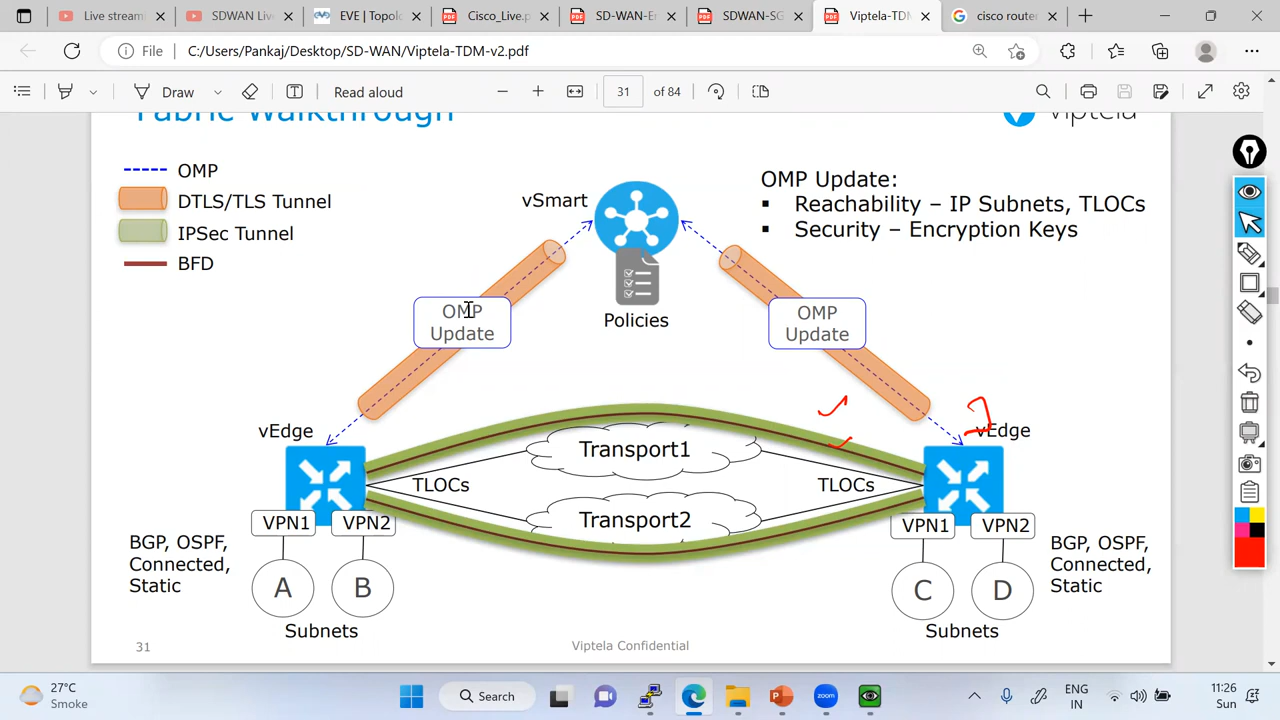 Live stream
SDWAN Live
EVE | Topolo
Cisco_Live.p
SD-WAN-En
SDWAN-SG
Viptela-TDM
cisco router
File
C:/Users/Pankaj/Desktop/SD-WAN/Viptela-TDM-v2.pdf
Draw
Read aloud
31
of 84
Fabric Walkthrough
viptela
OMP
DTLS/TLS Tunnel
IPSec Tunnel
BFD
vSmart
Policies
OMP Update:
Reachability – IP Subnets, TLOCs
Security – Encryption Keys
OMP
Update
OMP
Update
vEdge
vEdge
Transport1
TLOCs
TLOCs
Transport2
VPN1
VPN2
VPN1
VPN2
BGP, OSPF,
Connected,
Static
A
B
C
D
BGP, OSPF,
Connected,
Static
Subnets
Subnets
31
Viptela Confidential
27°C
Smoke
Search
zoom
ENG
IN
11:26
Sun